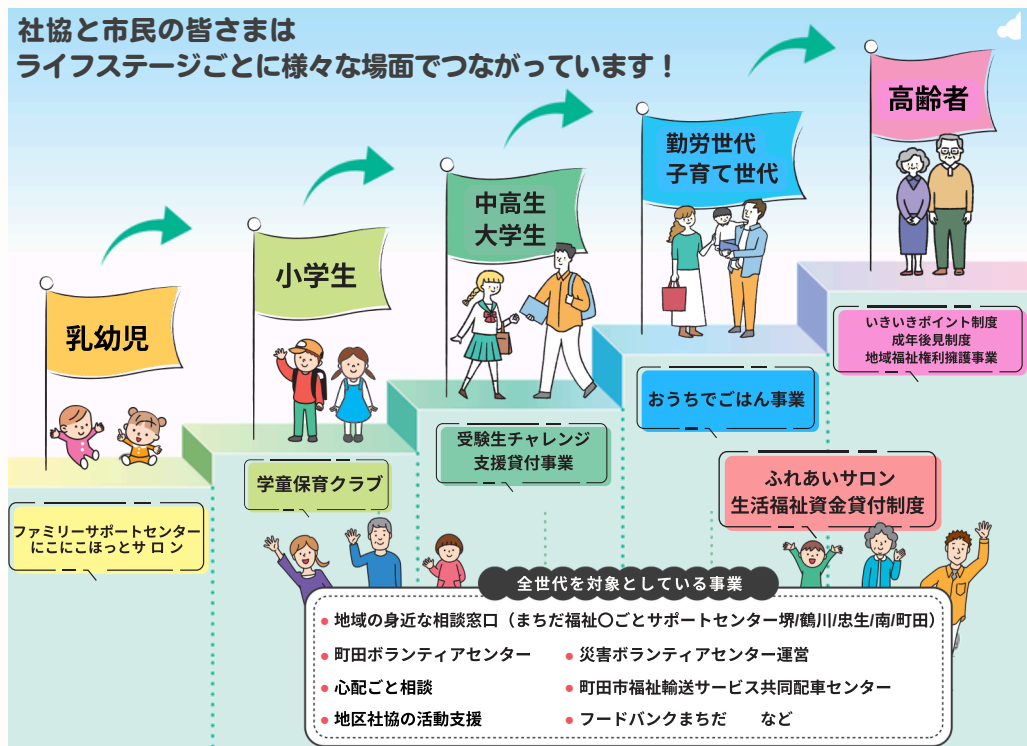 社協と市民の皆さまは
ライフステージごとに様々な場面でつながっています！
乳幼児
小学生
中高生
大学生
勤労世代
子育て世代
高齢者
ファミリーサポートセンター
にこにこほっとサロン
学童保育クラブ
受験生チャレンジ
支援貸付事業
おうちでごはん事業
いきいきポイント制度
成年後見制度
地域福祉権利擁護事業
ふれあいサロン
生活福祉資金貸付制度
全世代を対象としている事業
● 地域の身近な相談窓口（まちだ福祉〇ごとサポートセンター堺/鶴川/忠生/南/町田）
● 町田ボランティアセンター
● 災害ボランティアセンター運営
● 心配ごと相談
● 町田市福祉輸送サービス共同配車センター
● 地区社協の活動支援
● フードバンクまちだ　　など